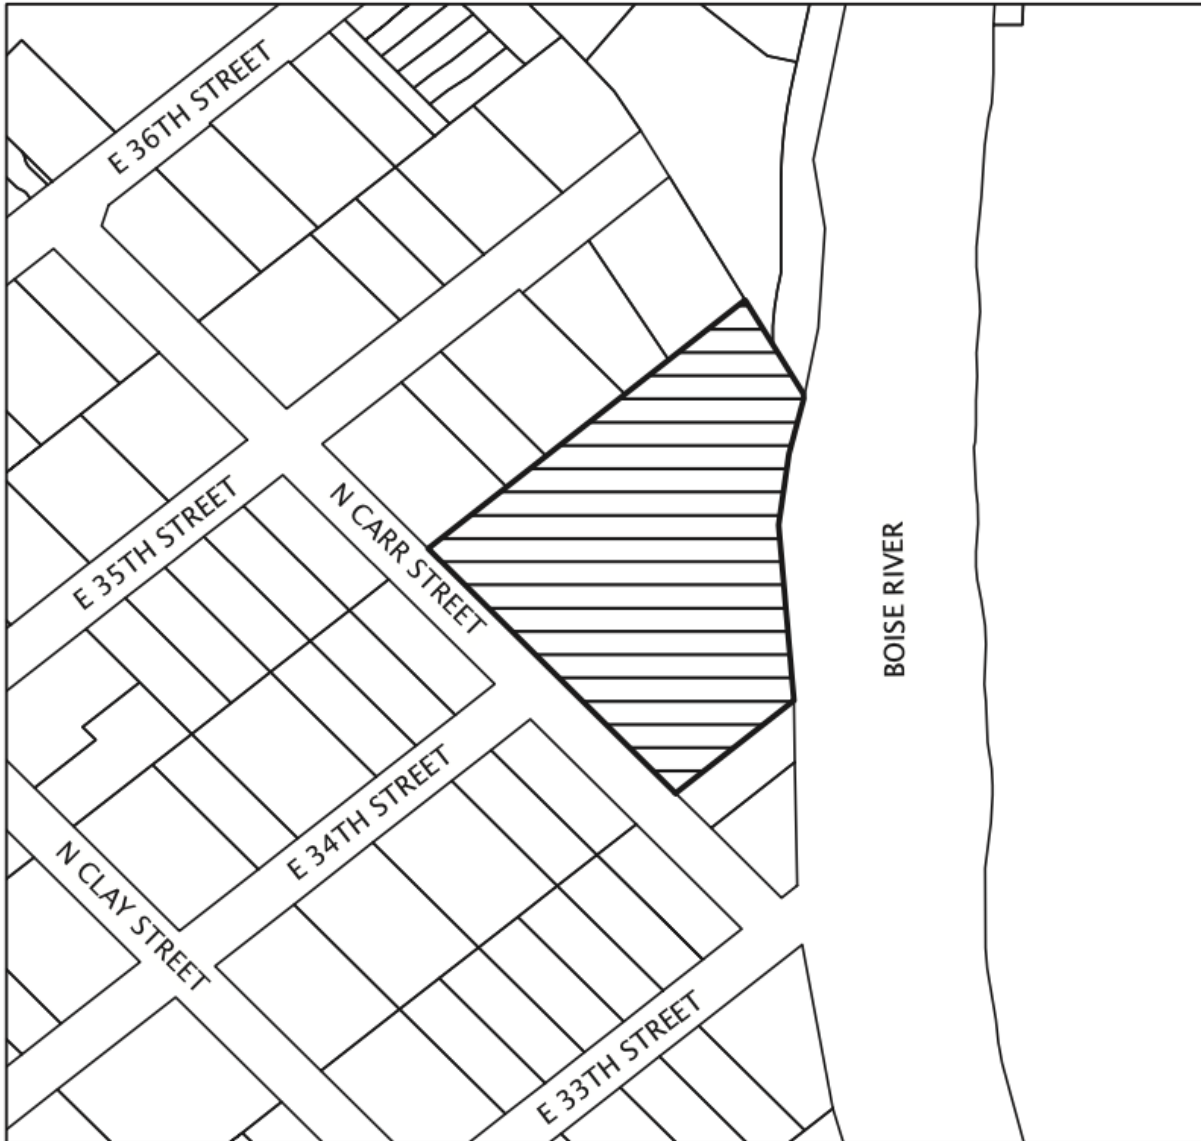 E 36TH STREET
E 35TH STREET
N CARR STREET
BOISE RIVER
E 34TH STREET
N CLAY STREET
E 33TH STREET